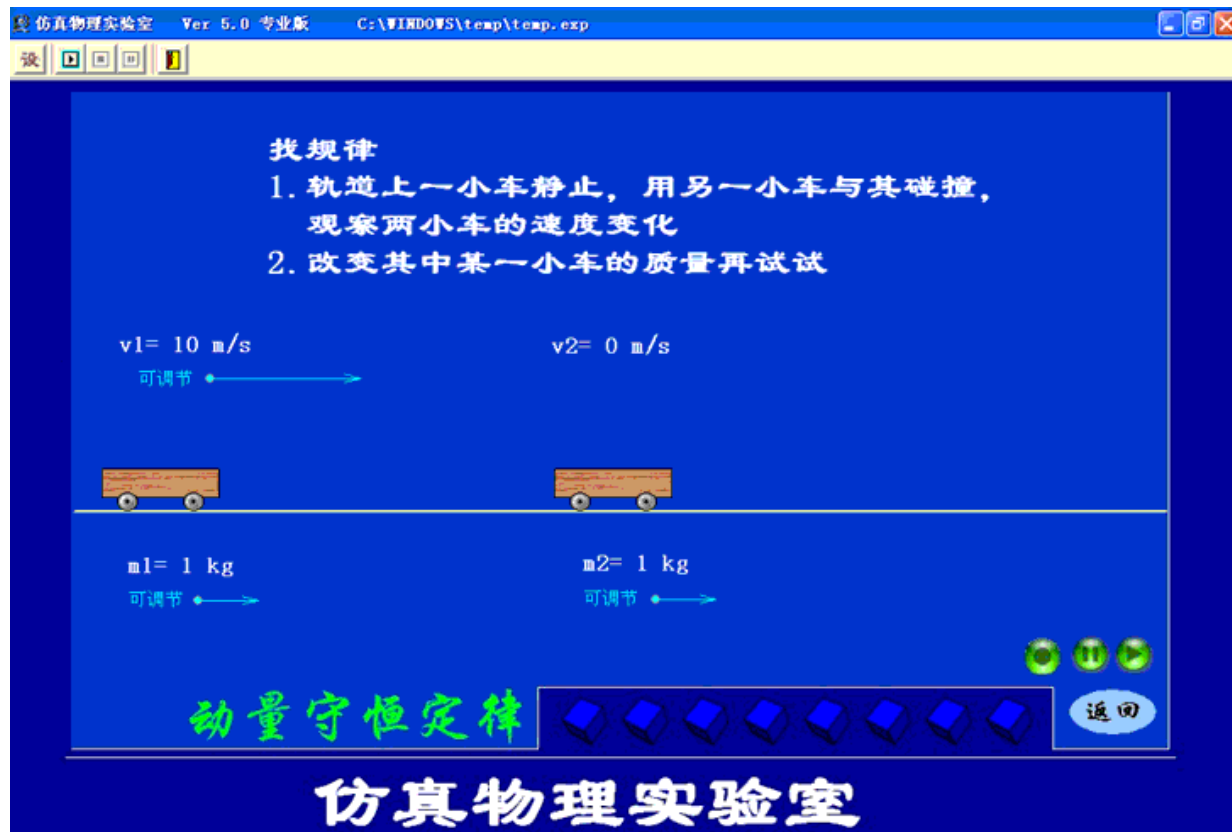 仿真物理实验室 Ver 5.0 专业版 C:\WINDOWS\temp\temp.exp
设
找规律
1.轨道上一小车静止，用另一小车与其碰撞，
观察两小车的速度变化
2.改变其中某一小车的质量再试试
v1= 10 m/s
v2= 0 m/s
可调节
m1= 1 kg
m2= 1 kg
可调节
可调节
动量守恒定律
返回
仿真物理实验室